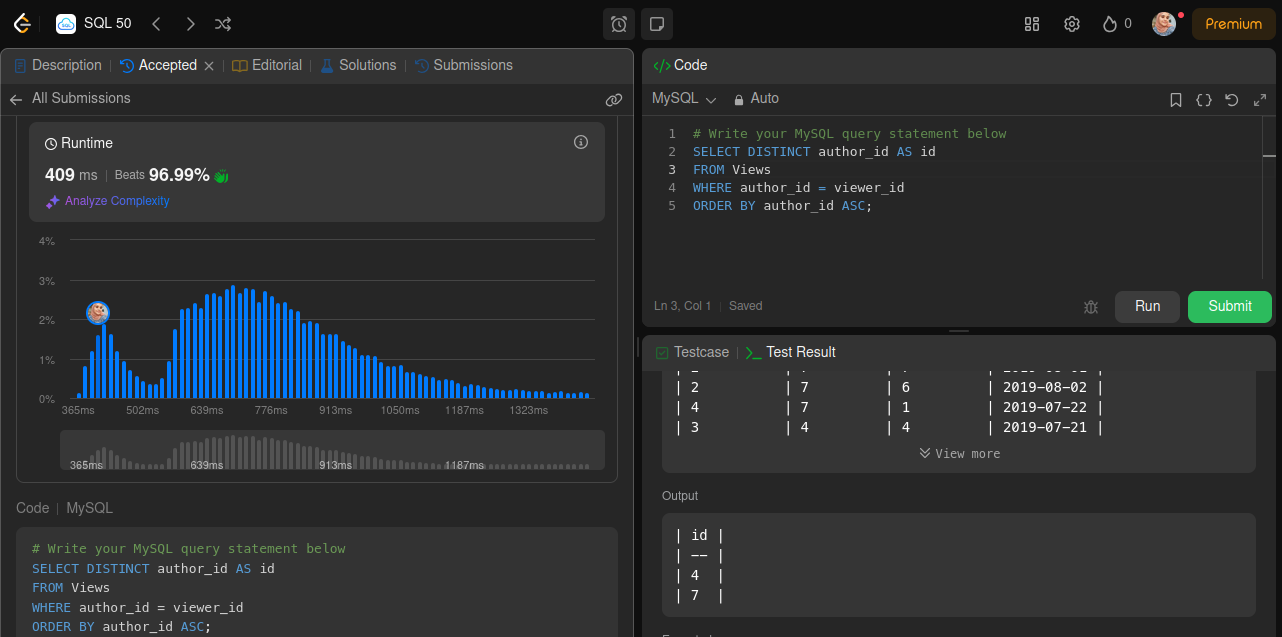 SQL 50
0
Premium
Description
Accepted
Editorial
Solutions
Submissions
All Submissions
Runtime
409 ms | Beats 96.99%
Analyze Complexity
4%
3%
2%
1%
0%
365ms 502ms 639ms 776ms 913ms 1050ms 1187ms 1323ms
365ms 639ms 913ms 1187ms
Code | MySQL
# Write your MySQL query statement below
SELECT DISTINCT author_id AS id
FROM Views
WHERE author_id = viewer_id
ORDER BY author_id ASC;
</> Code
MySQL
Auto
1 # Write your MySQL query statement below
2 SELECT DISTINCT author_id AS id
3 FROM Views
4 WHERE author_id = viewer_id
5 ORDER BY author_id ASC;
Ln 3, Col 1 | Saved
Run
Submit
Testcase | >_ Test Result
| 2 | 7 | 6 | 2019-08-02 |
| 4 | 7 | 1 | 2019-07-22 |
| 3 | 4 | 4 | 2019-07-21 |
View more
Output
| id |
| -- |
| 4 |
| 7 |